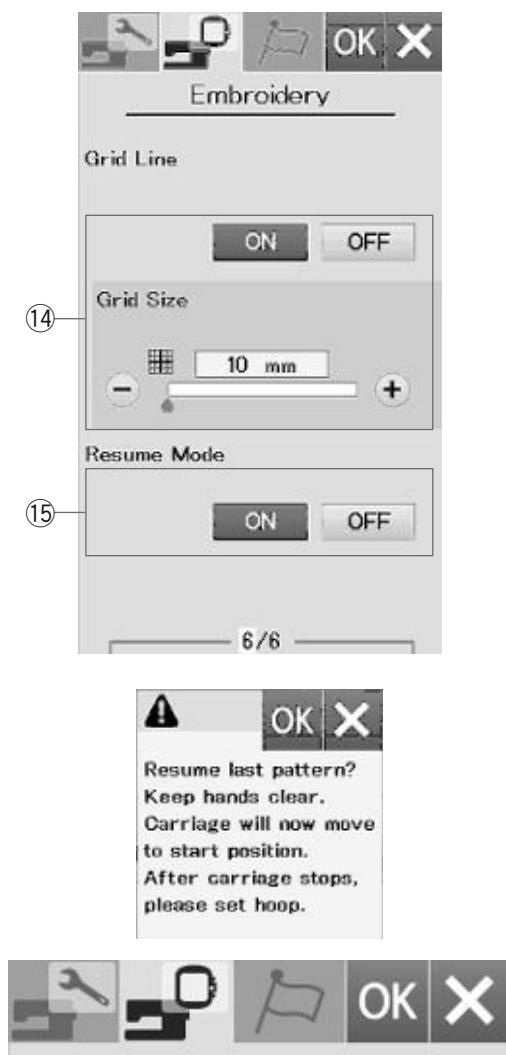 OK
Embroidery
Grid Line
ON OFF
Grid Size
⑭
10 mm
Resume Mode
⑮
ON OFF
6/6
OK
Resume last pattern?
Keep hands clear.
Carriage will now move
to start position.
After carriage stops,
please set hoop.
OK